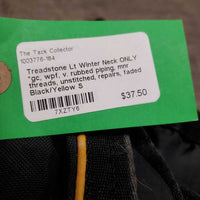 The Tack Collector
1003776-184
Treadstone Lt Winter Neck ONLY
*gc, wpf, v. rubbed piping, mnr
threads, unstitched, repairs, faded
Black/Yellow S
$37.50
7XZTY6